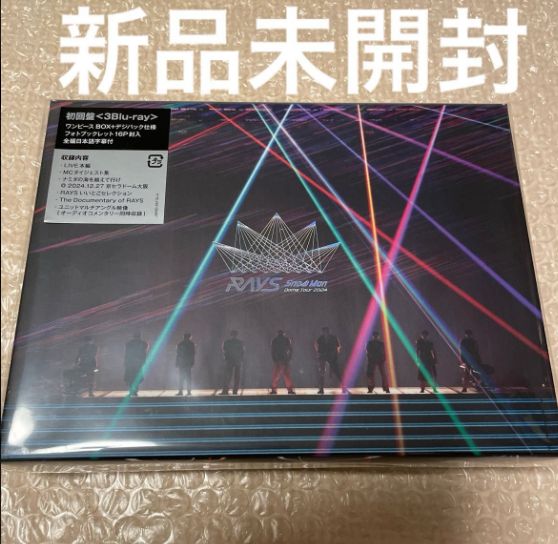 新品未開封
初回盤<3Blu-ray>
ワンピースBOX+デジパック仕様
フォトブックレット16P封入
全編日本語字幕付
収録内容
・LIVE本編
・MCダイジェスト集
・ナミダの海を越えて行け
@ 2024.12.27 京セラドーム大阪
・RAYS いいとこセレクション
・The Documentary of RAYS
・ユニットマルチアングル映像
(オーディオコメンタリー同時収録)
RAYS Snow Man
Dome Tour 2024